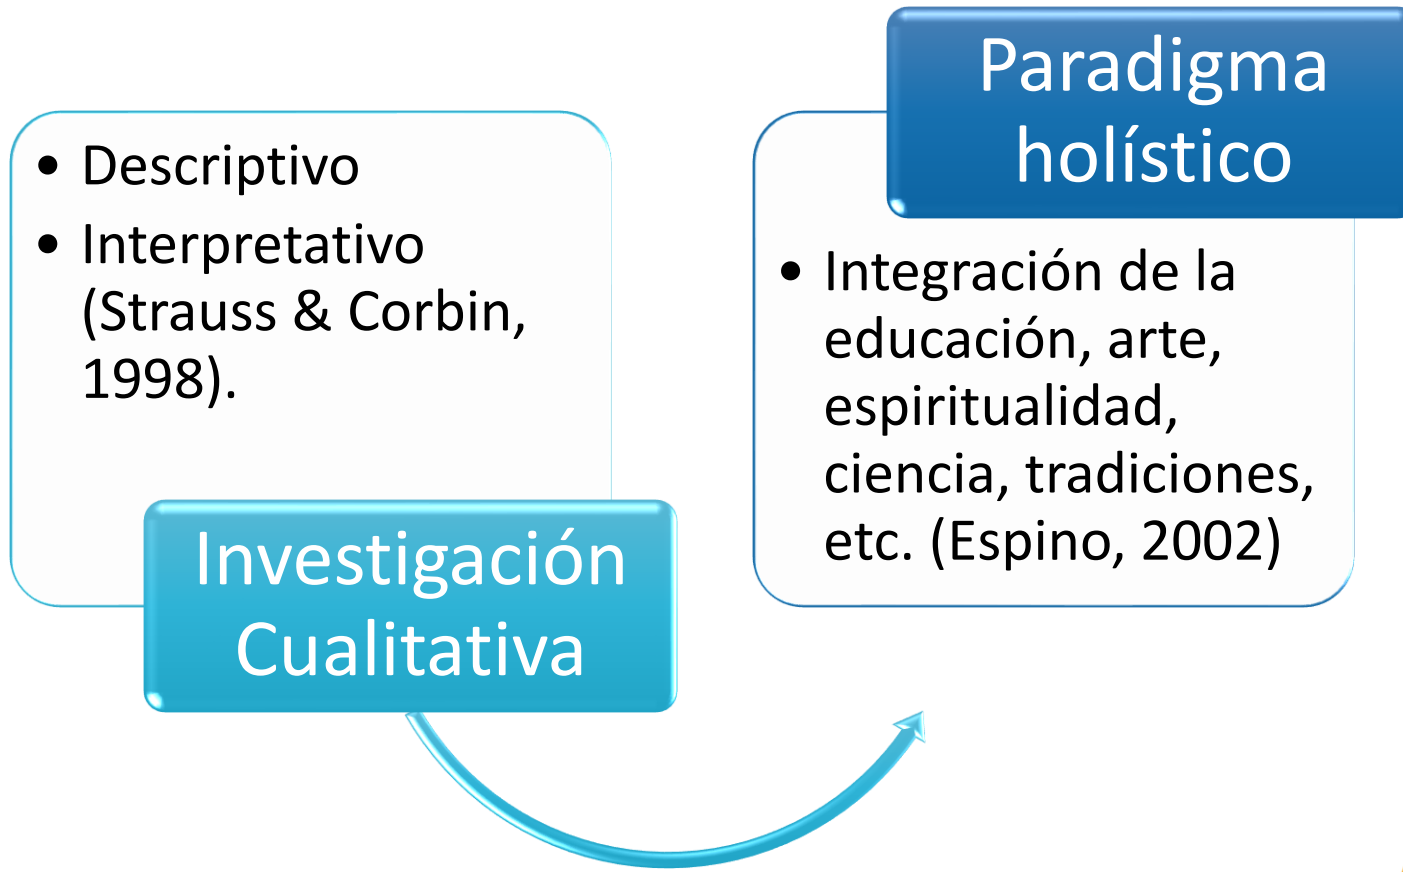 • Descriptivo
• Interpretativo
(Strauss & Corbin,
1998).
Investigación
Cualitativa
Paradigma
holístico
• Integración de la
educación, arte,
espiritualidad,
ciencia, tradiciones,
etc. (Espino, 2002)